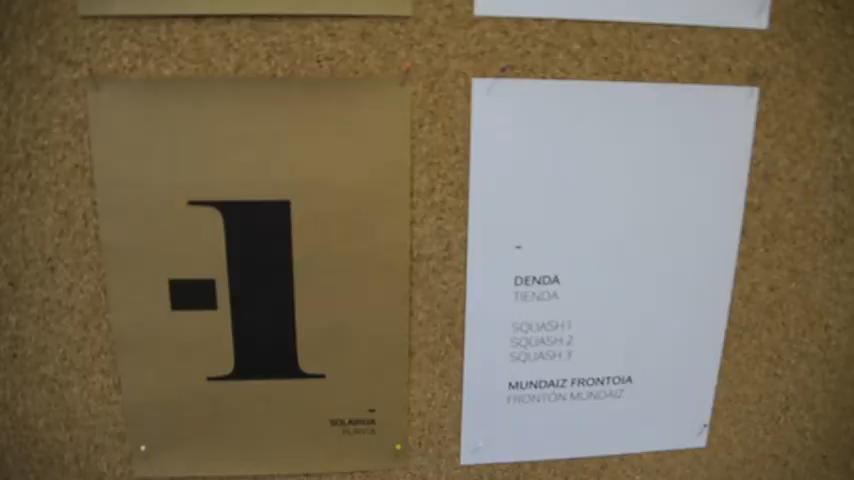 -1
SOLAIRUA
PLANTA
DENDA
TIENDA
SQUASH 1
SQUASH 2
SQUASH 3
MUNDAIZ FRONTOIA
FRONTÓN MUNDAIZ